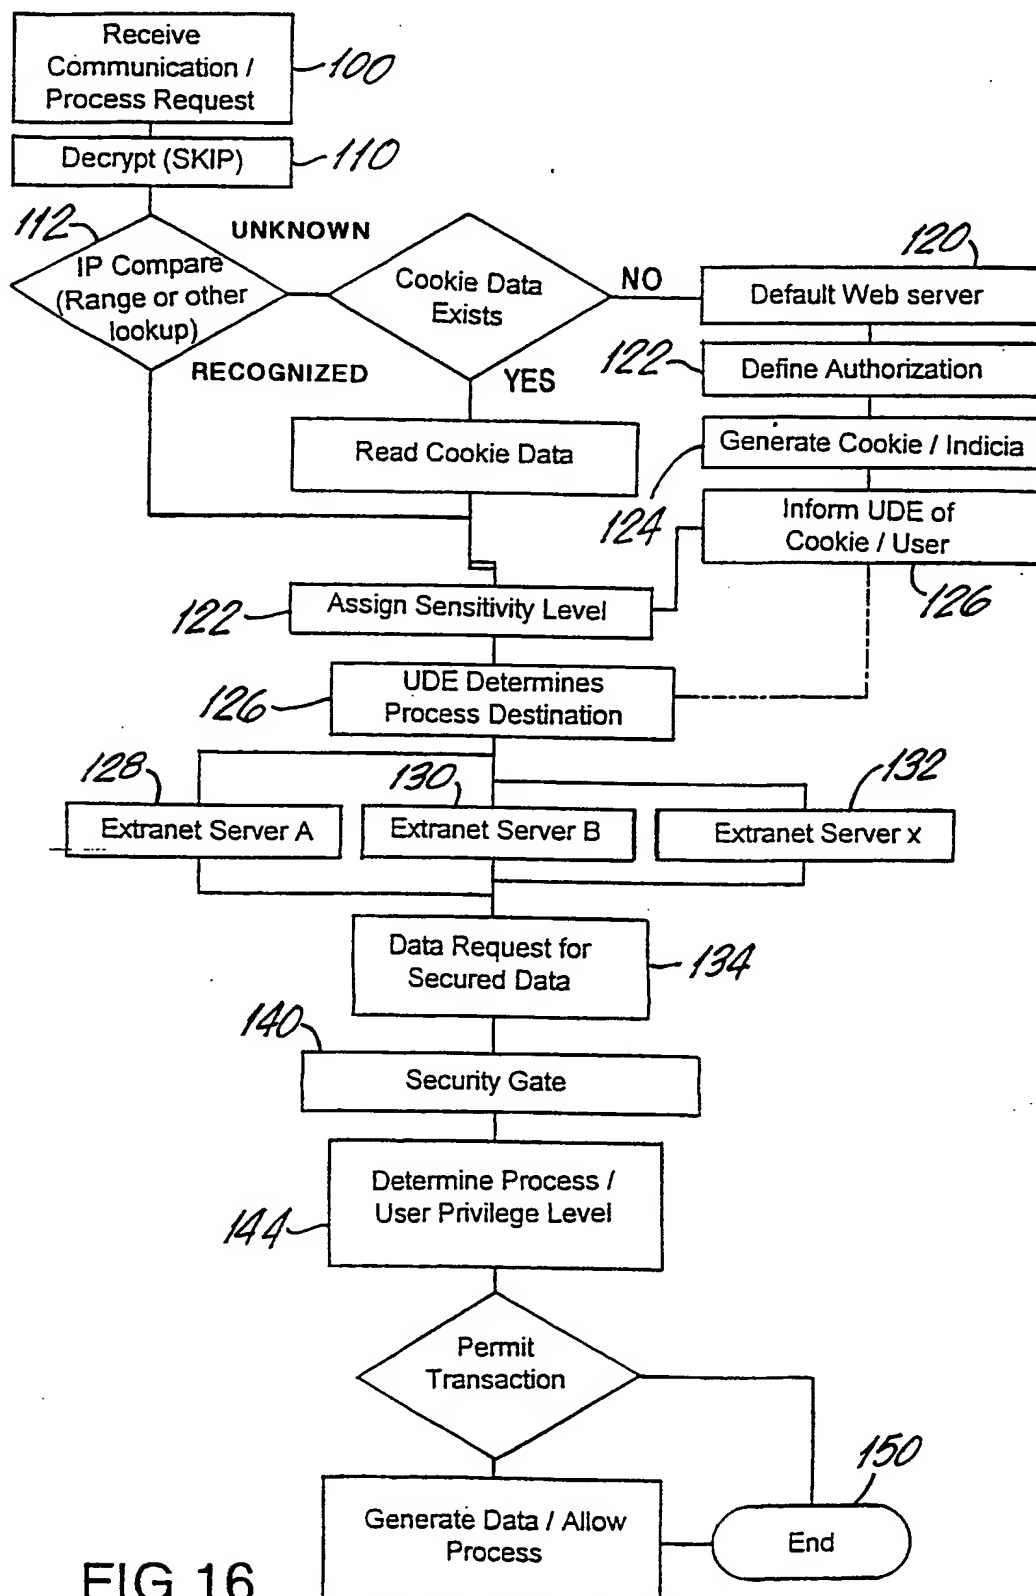 Receive
Communication /
Process Request
100
Decrypt (SKIP)
110
112
UNKNOWN
IP Compare
(Range or other
lookup)
RECOGNIZED
Cookie Data
Exists
NO
YES
120
Default Web server
122
Define Authorization
Read Cookie Data
Generate Cookie / Indicia
124
Inform UDE of
Cookie / User
126
122
Assign Sensitivity Level
126
UDE Determines
Process Destination
128
130
132
Extranet Server A
Extranet Server B
Extranet Server x
Data Request for
Secured Data
134
140
Security Gate
Determine Process /
User Privilege Level
144
Permit
Transaction
150
Generate Data / Allow
Process
End
FIG 16